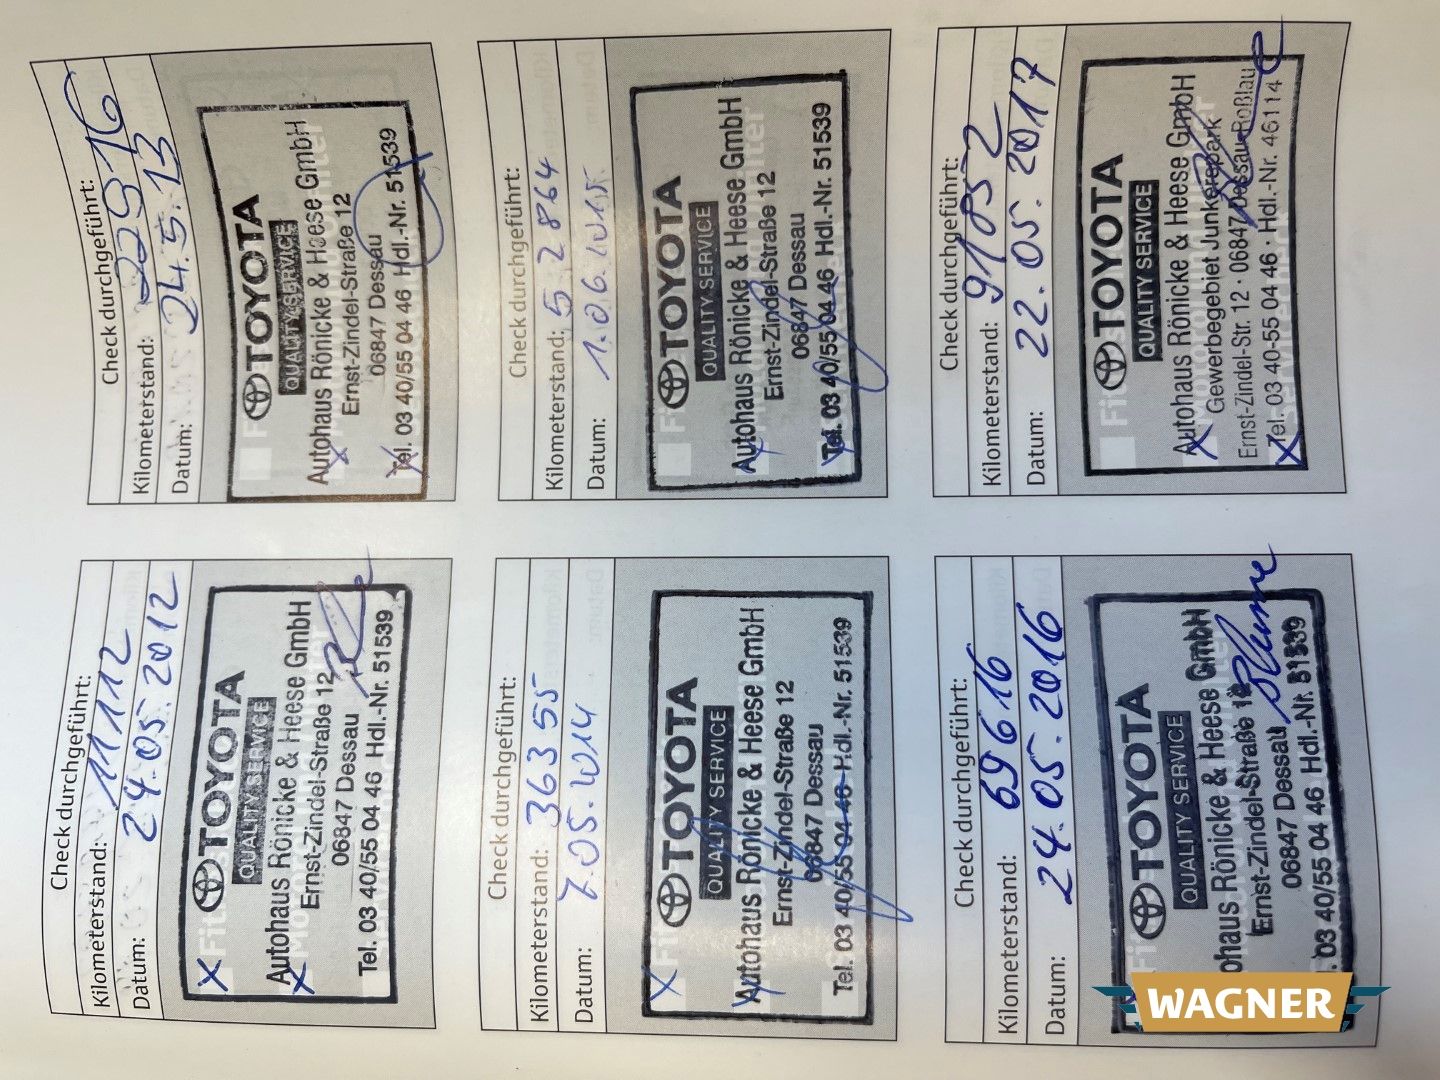 Check durchgeführt:
Kilometerstand: 11112
Datum: 24.05.2012
TOYOTA
QUALITY SERVICE
Autohaus Rönicke & Heese GmbH
Ernst-Zindel-Straße 12
06847 Dessau
Tel. 03 40/55 04 46 Hdl.-Nr. 51539
Check durchgeführt:
Kilometerstand: 22916
Datum: 24.5.13
TOYOTA
QUALITY SERVICE
Autohaus Rönicke & Heese GmbH
Ernst-Zindel-Straße 12
06847 Dessau
Tel. 03 40/55 04 46 Hdl.-Nr. 51539
Check durchgeführt:
Kilometerstand: 36355
Datum: 7.05.2014
TOYOTA
QUALITY SERVICE
Autohaus Rönicke & Heese GmbH
Ernst-Zindel-Straße 12
06847 Dessau
Tel. 03 40/55 04 46 Hdl.-Nr. 51539
Check durchgeführt:
Kilometerstand: 52864
Datum: 1.06.2015
TOYOTA
QUALITY SERVICE
Autohaus Rönicke & Heese GmbH
Ernst-Zindel-Straße 12
06847 Dessau
Tel. 03 40/55 04 46 Hdl.-Nr. 51539
Check durchgeführt:
Kilometerstand: 69616
Datum: 24.05.2016
TOYOTA
QUALITY SERVICE
ohaus Rönicke & Heese GmbH
Ernst-Zindel-Straße 12
06847 Dessau
03 40/55 04 46 Hdl.-Nr. 51539
Check durchgeführt:
Kilometerstand: 91052
Datum: 22.05.2017
TOYOTA
QUALITY SERVICE
Autohaus Rönicke & Heese GmbH
Gewerbegebiet Junkerspark
Ernst-Zindel-Str. 12 · 06847 Dessau-Roßlau
Tel. 03 40-55 04 46 · Hdl.-Nr. 46114
WAGNER